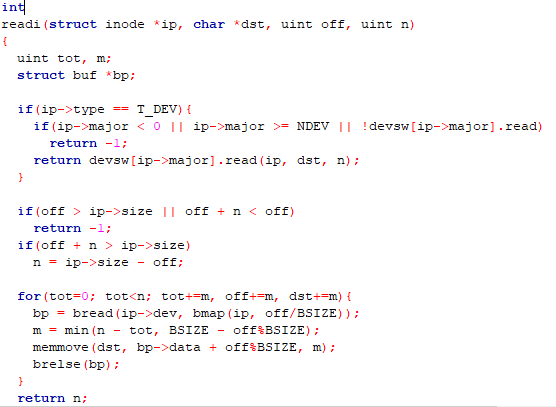 int
readi(struct inode *ip, char *dst, uint off, uint n)
{
  uint tot, m;
  struct buf *bp;

  if(ip->type == T_DEV){
    if(ip->major < 0 || ip->major >= NDEV || !devsw[ip->major].read)
      return -1;
    return devsw[ip->major].read(ip, dst, n);
  }

  if(off > ip->size || off + n < off)
    return -1;
  if(off + n > ip->size)
    n = ip->size - off;

  for(tot=0; tot<n; tot+=m, off+=m, dst+=m){
    bp = bread(ip->dev, bmap(ip, off/BSIZE));
    m = min(n - tot, BSIZE - off%BSIZE);
    memmove(dst, bp->data + off%BSIZE, m);
    brelse(bp);
  }
  return n;